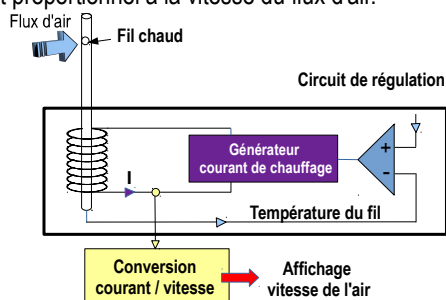 t proportionnel à la vitesse du flux d'air.
Flux d'air
Fil chaud
Circuit de régulation
Générateur
courant de chauffage
+
-
I
Température du fil
Conversion
courant / vitesse
Affichage
vitesse de l'air